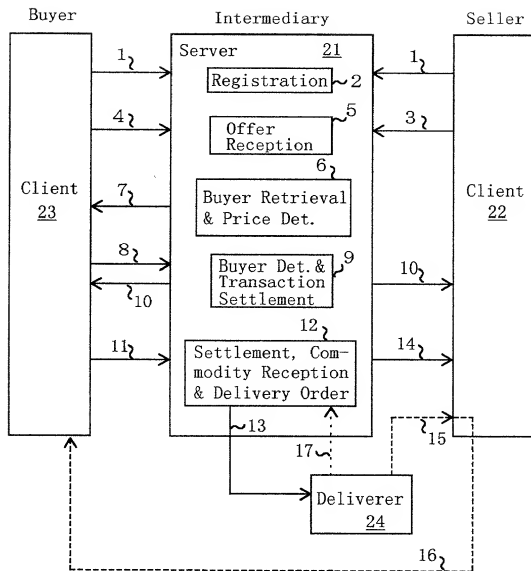 Buyer
Intermediary
Seller
Server 21
1
1
Registration
2
4
5
3
Offer
Reception
6
Client
23
7
Buyer Retrieval
& Price Det.
Client
22
8
9
Buyer Det. &
Transaction
Settlement
10
10
12
11
14
Settlement, Com-
modity Reception
& Delivery Order
13
17
15
Deliverer
24
16